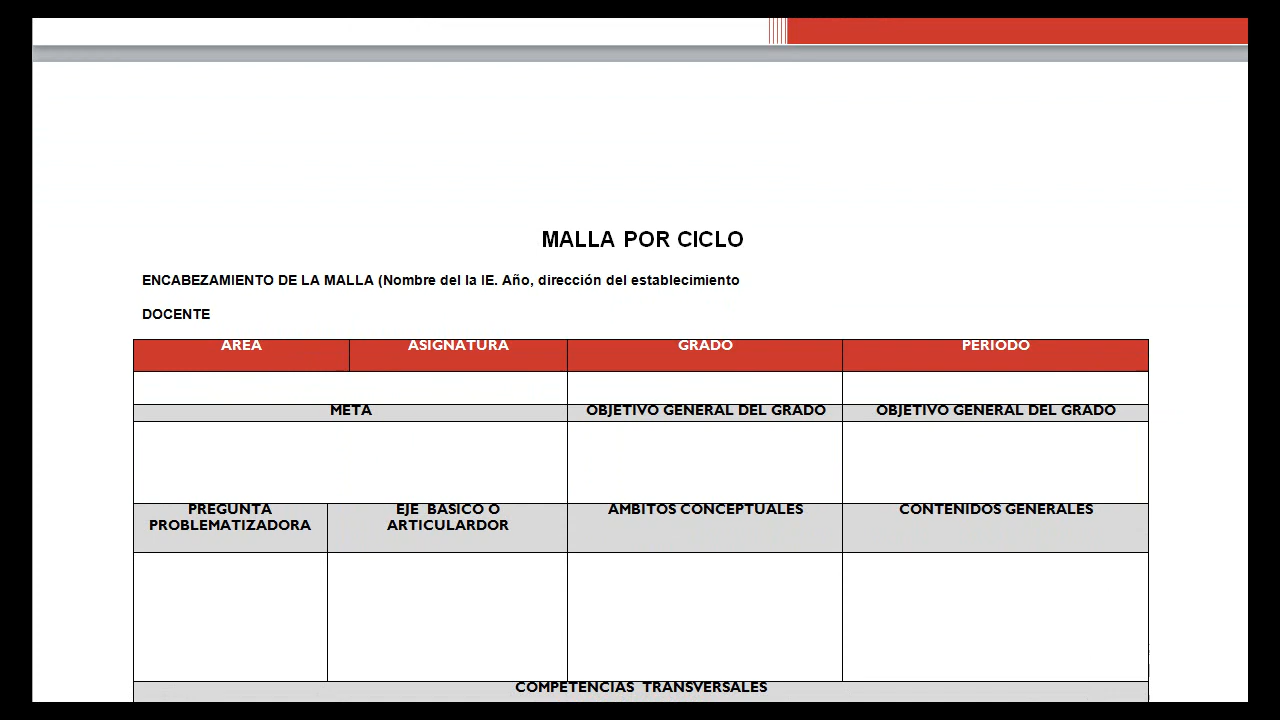 MALLA POR CICLO
ENCABEZAMIENTO DE LA MALLA (Nombre del la IE. Año, dirección del establecimiento
DOCENTE
AREA ASIGNATURA GRADO PERIODO
META OBJETIVO GENERAL DEL GRADO OBJETIVO GENERAL DEL GRADO
PREGUNTA PROBLEMATIZADORA EJE BASICO O ARTICULARDOR AMBITOS CONCEPTUALES CONTENIDOS GENERALES
COMPETENCIAS TRANSVERSALES